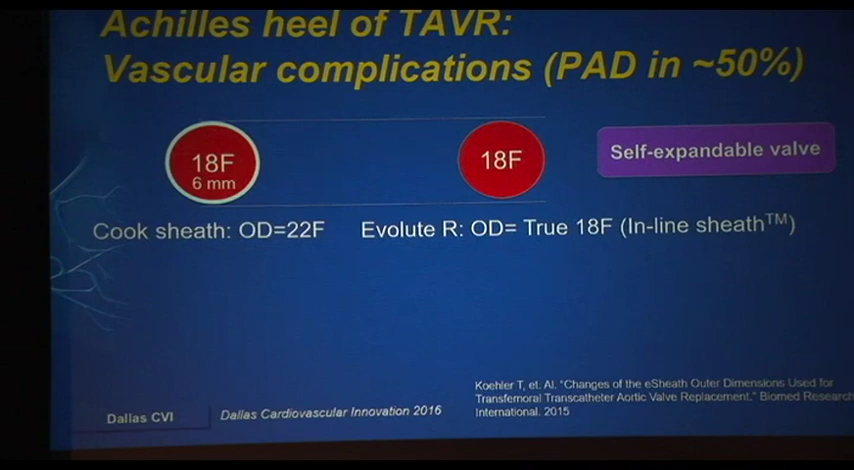 Achilles heel of TAVR:
Vascular complications (PAD in ~50%)
18F
6 mm
18F
Self-expandable valve
Cook sheath: OD=22F
Evolute R: OD= True 18F (In-line sheath™)
Koehler T, et. Al. "Changes of the eSheath Outer Dimensions Used for
Transfemoral Transcatheter Aortic Valve Replacement." Biomed Research
International. 2015
Dallas CVI
Dallas Cardiovascular Innovation 2016